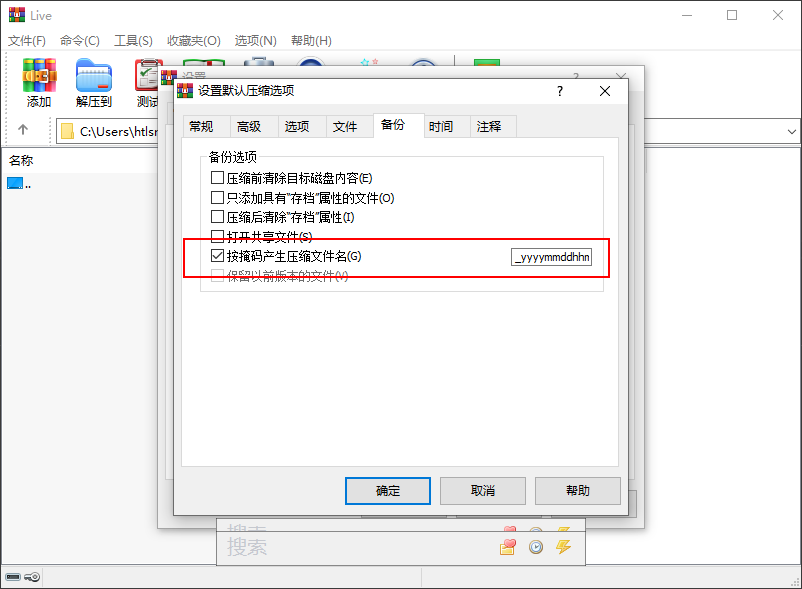 Live
文件(F) 命令(C) 工具(S) 收藏夹(O) 选项(N) 帮助(H)
设置
设置默认压缩选项
添加 解压到 测试
C:\Users\htlsr
常规 高级 选项 文件 备份 时间 注释
名称
..
备份选项
压缩前清除目标磁盘内容(E)
只添加具有"存档"属性的文件(O)
压缩后清除"存档"属性(I)
打开共享文件(S)
按掩码产生压缩文件名(G) _yyyymmddhhn
保留以前版本的文件(V)
确定 取消 帮助
搜索
搜索